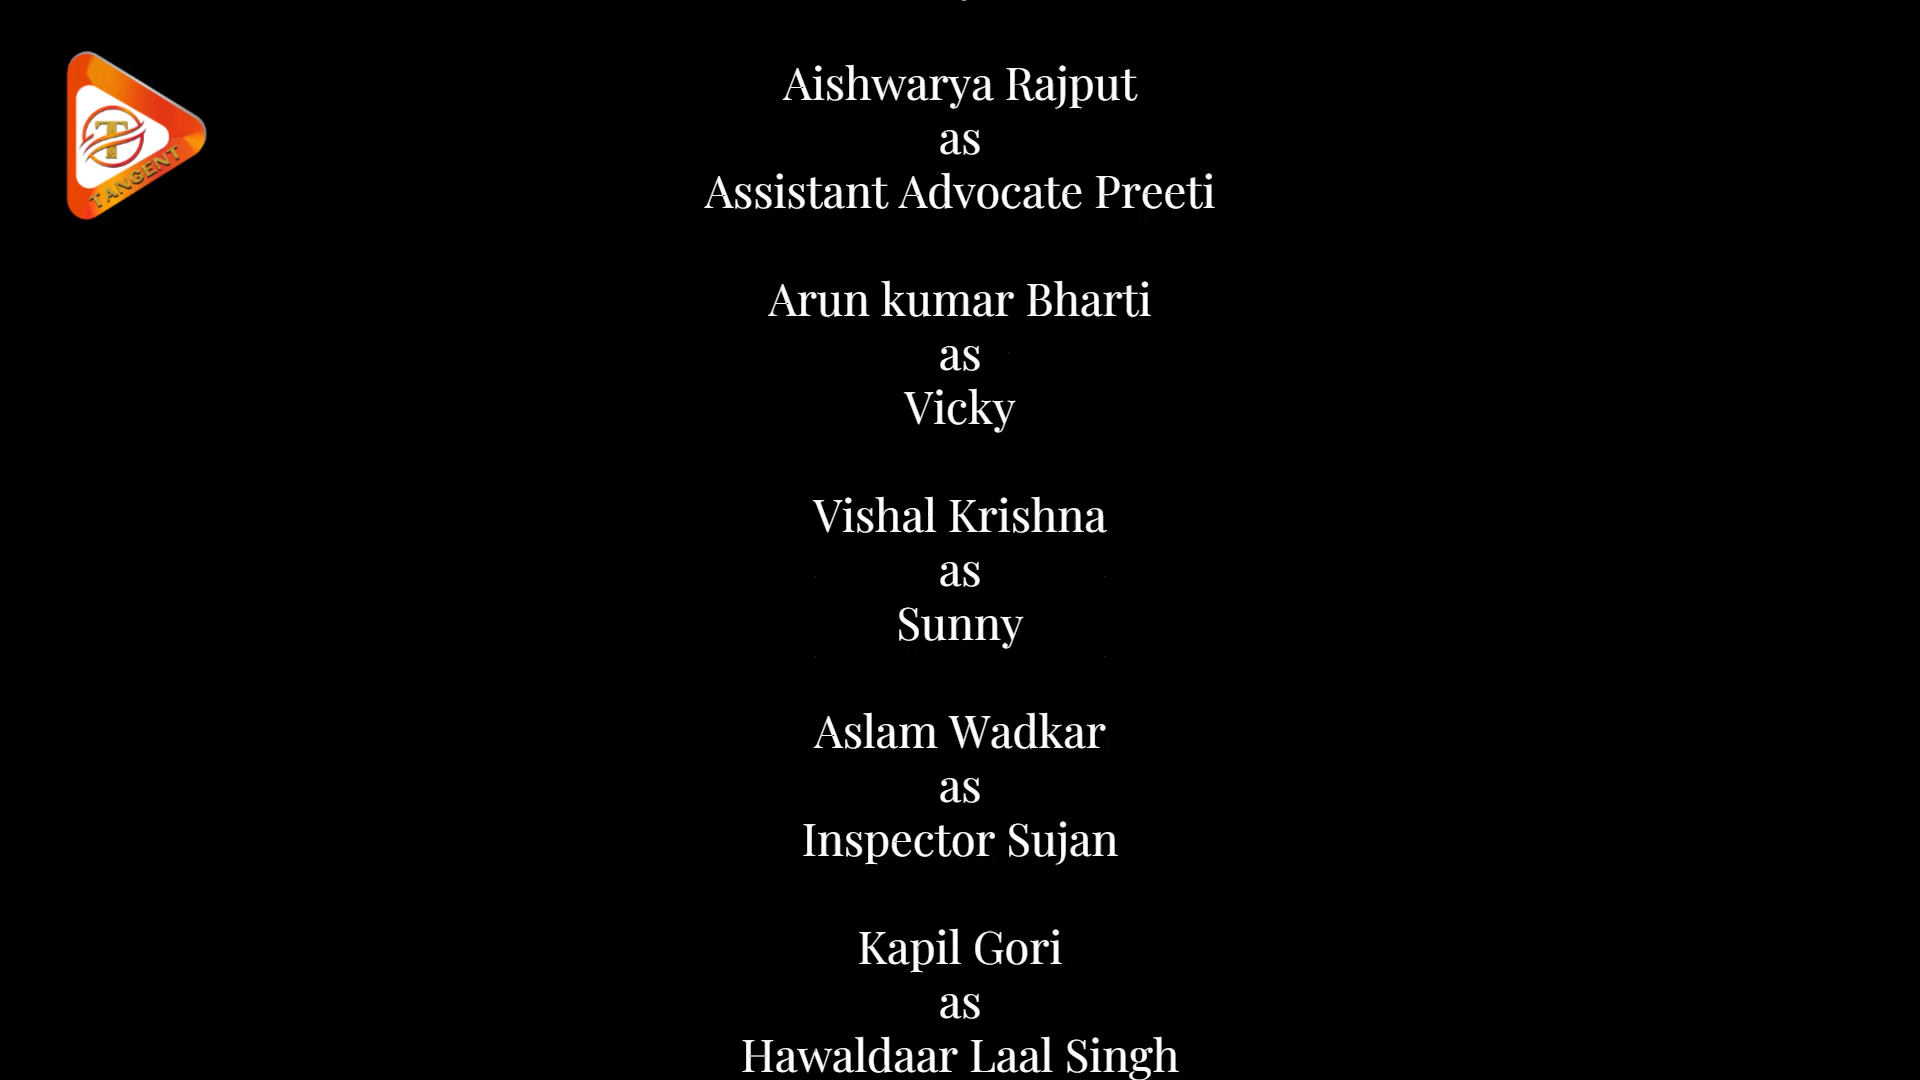 TANGENT
Aishwarya Rajput
as
Assistant Advocate Preeti
Arun kumar Bharti
as
Vicky
Vishal Krishna
as
Sunny
Aslam Wadkar
as
Inspector Sujan
Kapil Gori
as
Hawaldaar Laal Singh